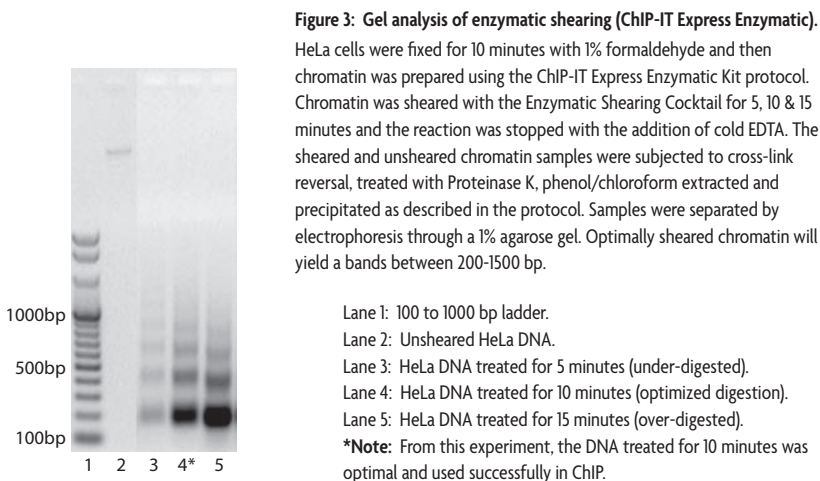 Figure 3: Gel analysis of enzymatic shearing (ChIP-IT Express Enzymatic).
HeLa cells were fixed for 10 minutes with 1% formaldehyde and then
chromatin was prepared using the ChIP-IT Express Enzymatic Kit protocol.
Chromatin was sheared with the Enzymatic Shearing Cocktail for 5, 10 & 15
minutes and the reaction was stopped with the addition of cold EDTA. The
sheared and unsheared chromatin samples were subjected to cross-link
reversal, treated with Proteinase K, phenol/chloroform extracted and
precipitated as described in the protocol. Samples were separated by
electrophoresis through a 1% agarose gel. Optimally sheared chromatin will
yield a bands between 200-1500 bp.
Lane 1: 100 to 1000 bp ladder.
Lane 2: Unsheared HeLa DNA.
Lane 3: HeLa DNA treated for 5 minutes (under-digested).
Lane 4: HeLa DNA treated for 10 minutes (optimized digestion).
Lane 5: HeLa DNA treated for 15 minutes (over-digested).
*Note: From this experiment, the DNA treated for 10 minutes was
optimal and used successfully in ChIP.
1000bp
500bp
100bp
1 2 3 4* 5